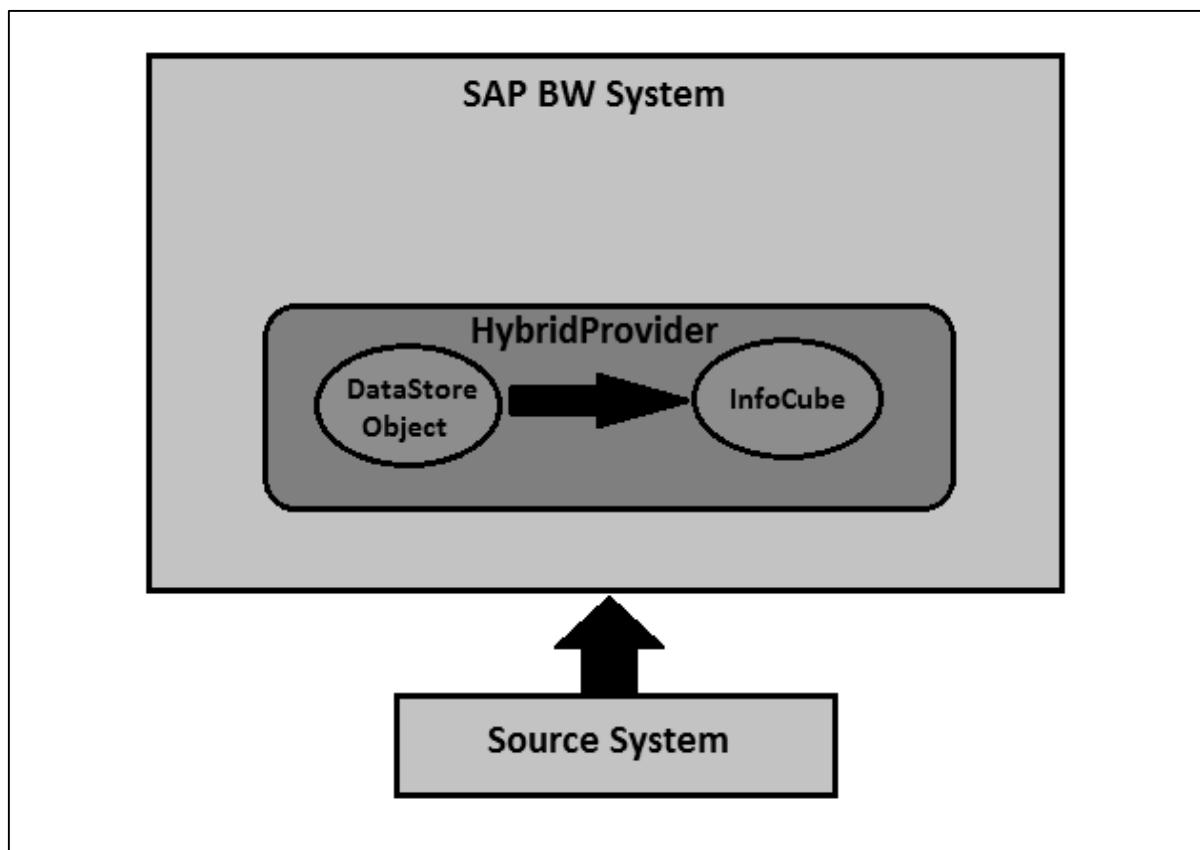 SAP BW System
HybridProvider
DataStore
Object
InfoCube
Source System